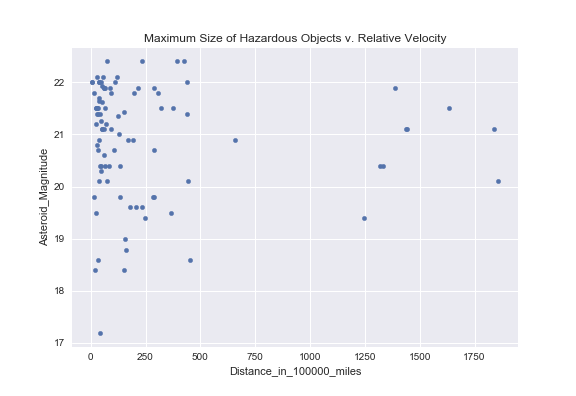 Maximum Size of Hazardous Objects v. Relative Velocity
22
21
20
19
18
17
Asteroid_Magnitude
0 250 500 750 1000 1250 1500 1750
Distance_in_100000_miles